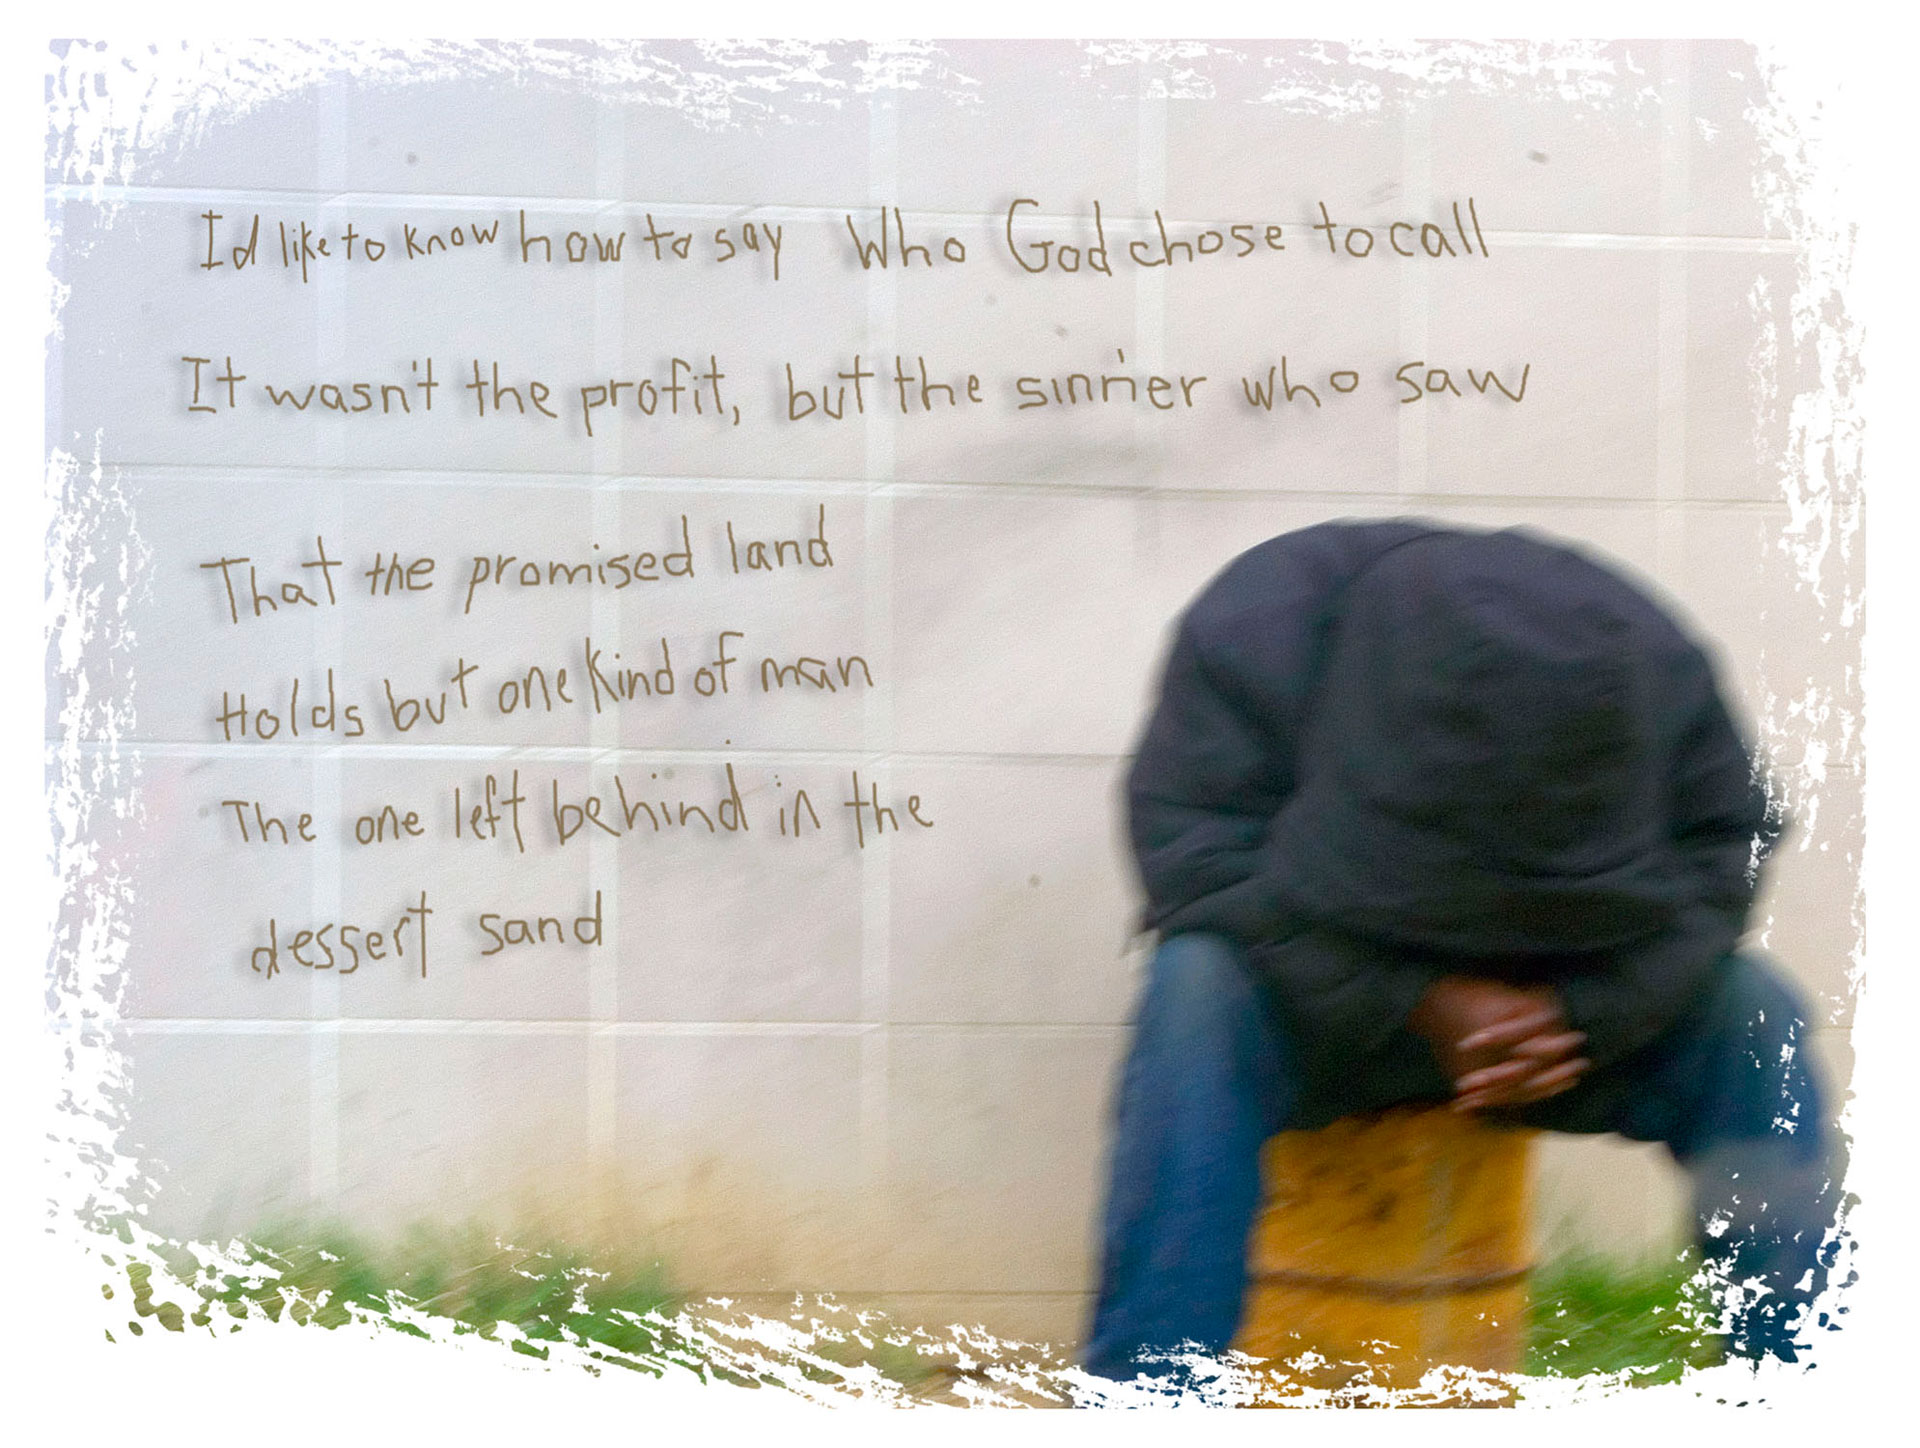 Id like to know how to say Who God chose to call
It wasn't the profit, but the sinner who saw
That the promised land
Holds but one kind of man
The one left behind in the
dessert sand